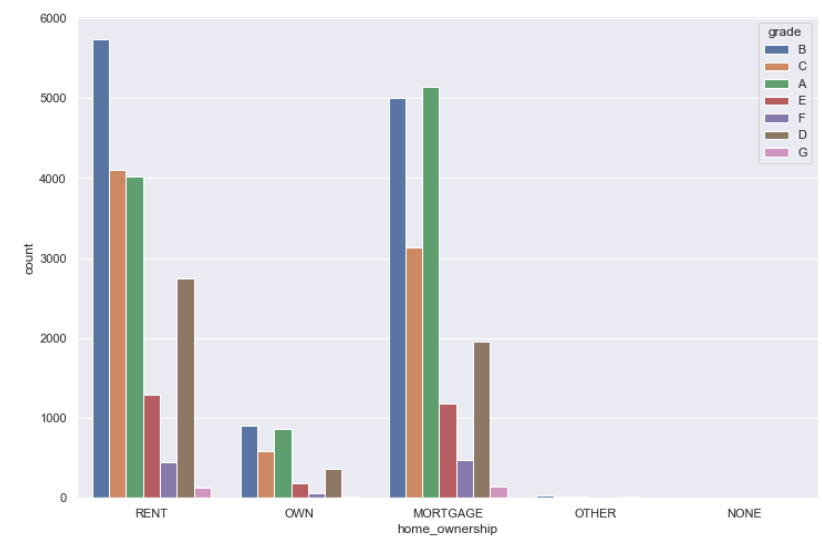 6000
5000
4000
3000
2000
1000
0
count
RENT
OWN
MORTGAGE
OTHER
NONE
home_ownership
grade
B
C
A
E
F
D
G